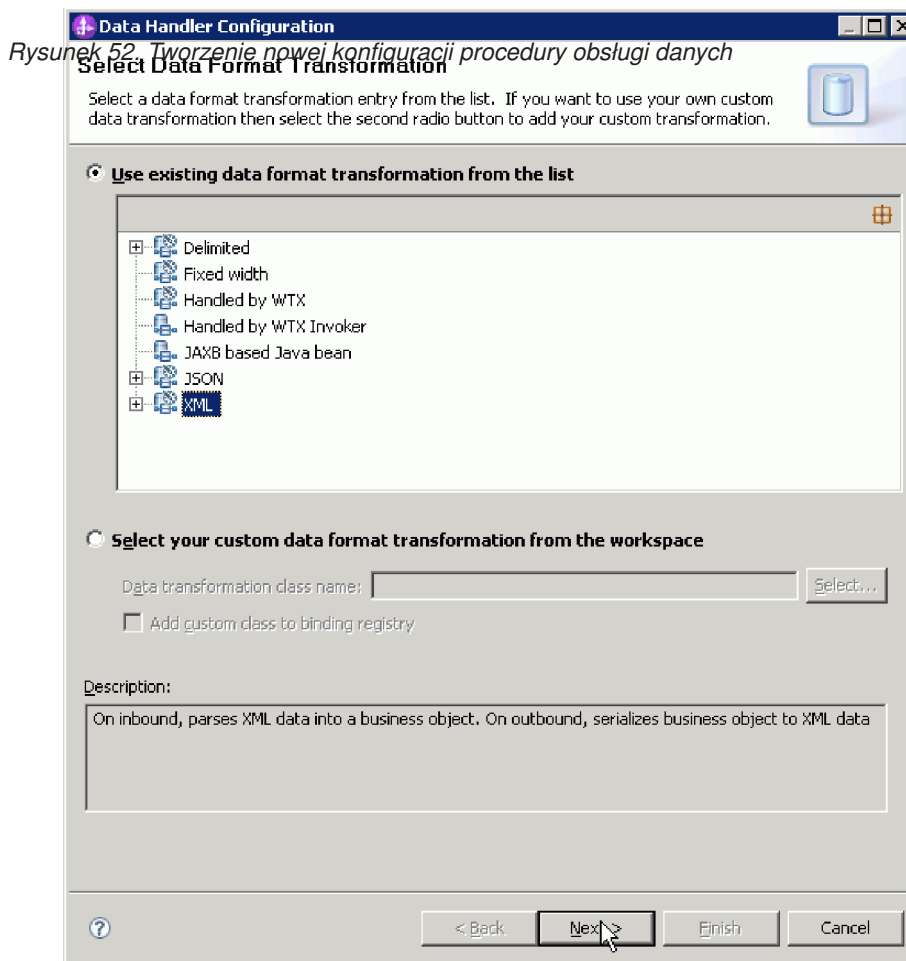 Data Handler Configuration
Rysunek 52. Tworzenie nowej konfiguracji procedury obsługi danych
Select Data Format Transformation
Select a data format transformation entry from the list. If you want to use your own custom
data transformation then select the second radio button to add your custom transformation.
Use existing data format transformation from the list
Delimited
Fixed width
Handled by WTX
Handled by WTX Invoker
JAXB based Java bean
JSON
XML
Select your custom data format transformation from the workspace
Data transformation class name: Select...
Add custom class to binding registry
Description:
On inbound, parses XML data into a business object. On outbound, serializes business object to XML data
? < Back Next > Finish Cancel